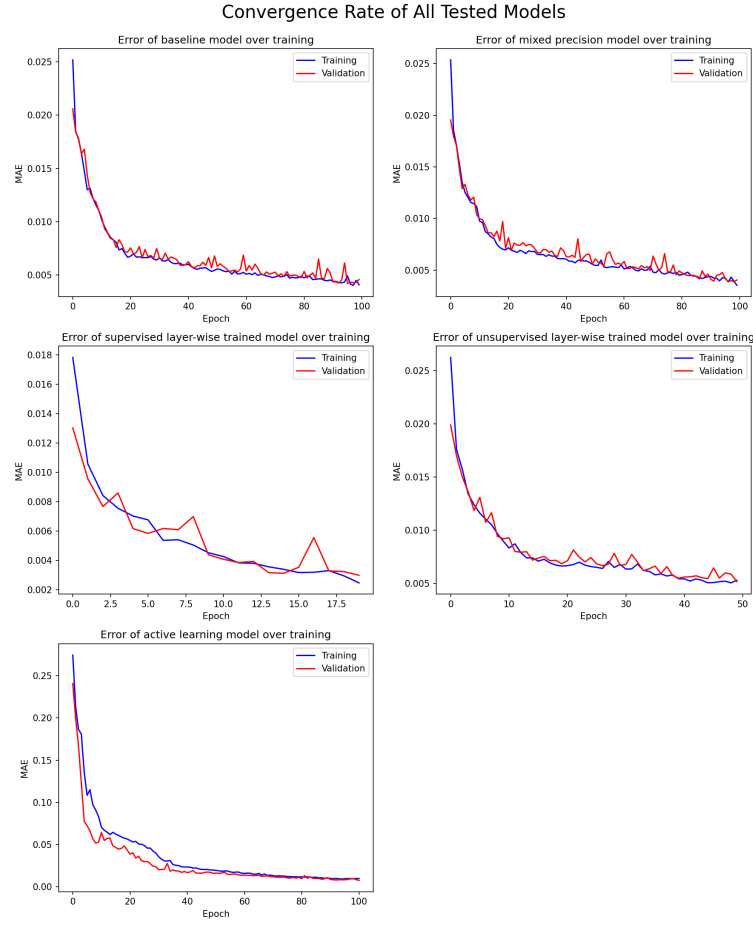 Convergence Rate of All Tested Models
Error of baseline model over training
MAE
0.025
0.020
0.015
0.010
0.005
Training
Validation
0
20
40
60
80
100
Epoch
Error of mixed precision model over training
MAE
0.025
0.020
0.015
0.010
0.005
Training
Validation
0
20
40
60
80
100
Epoch
Error of supervised layer-wise trained model over training
MAE
0.018
0.016
0.014
0.012
0.010
0.008
0.006
0.004
0.002
Training
Validation
0.0
2.5
5.0
7.5
10.0
12.5
15.0
17.5
Epoch
Error of unsupervised layer-wise trained model over training
MAE
0.025
0.020
0.015
0.010
0.005
Training
Validation
0
10
20
30
40
50
Epoch
Error of active learning model over training
MAE
0.25
0.20
0.15
0.10
0.05
0.00
Training
Validation
0
20
40
60
80
100
Epoch